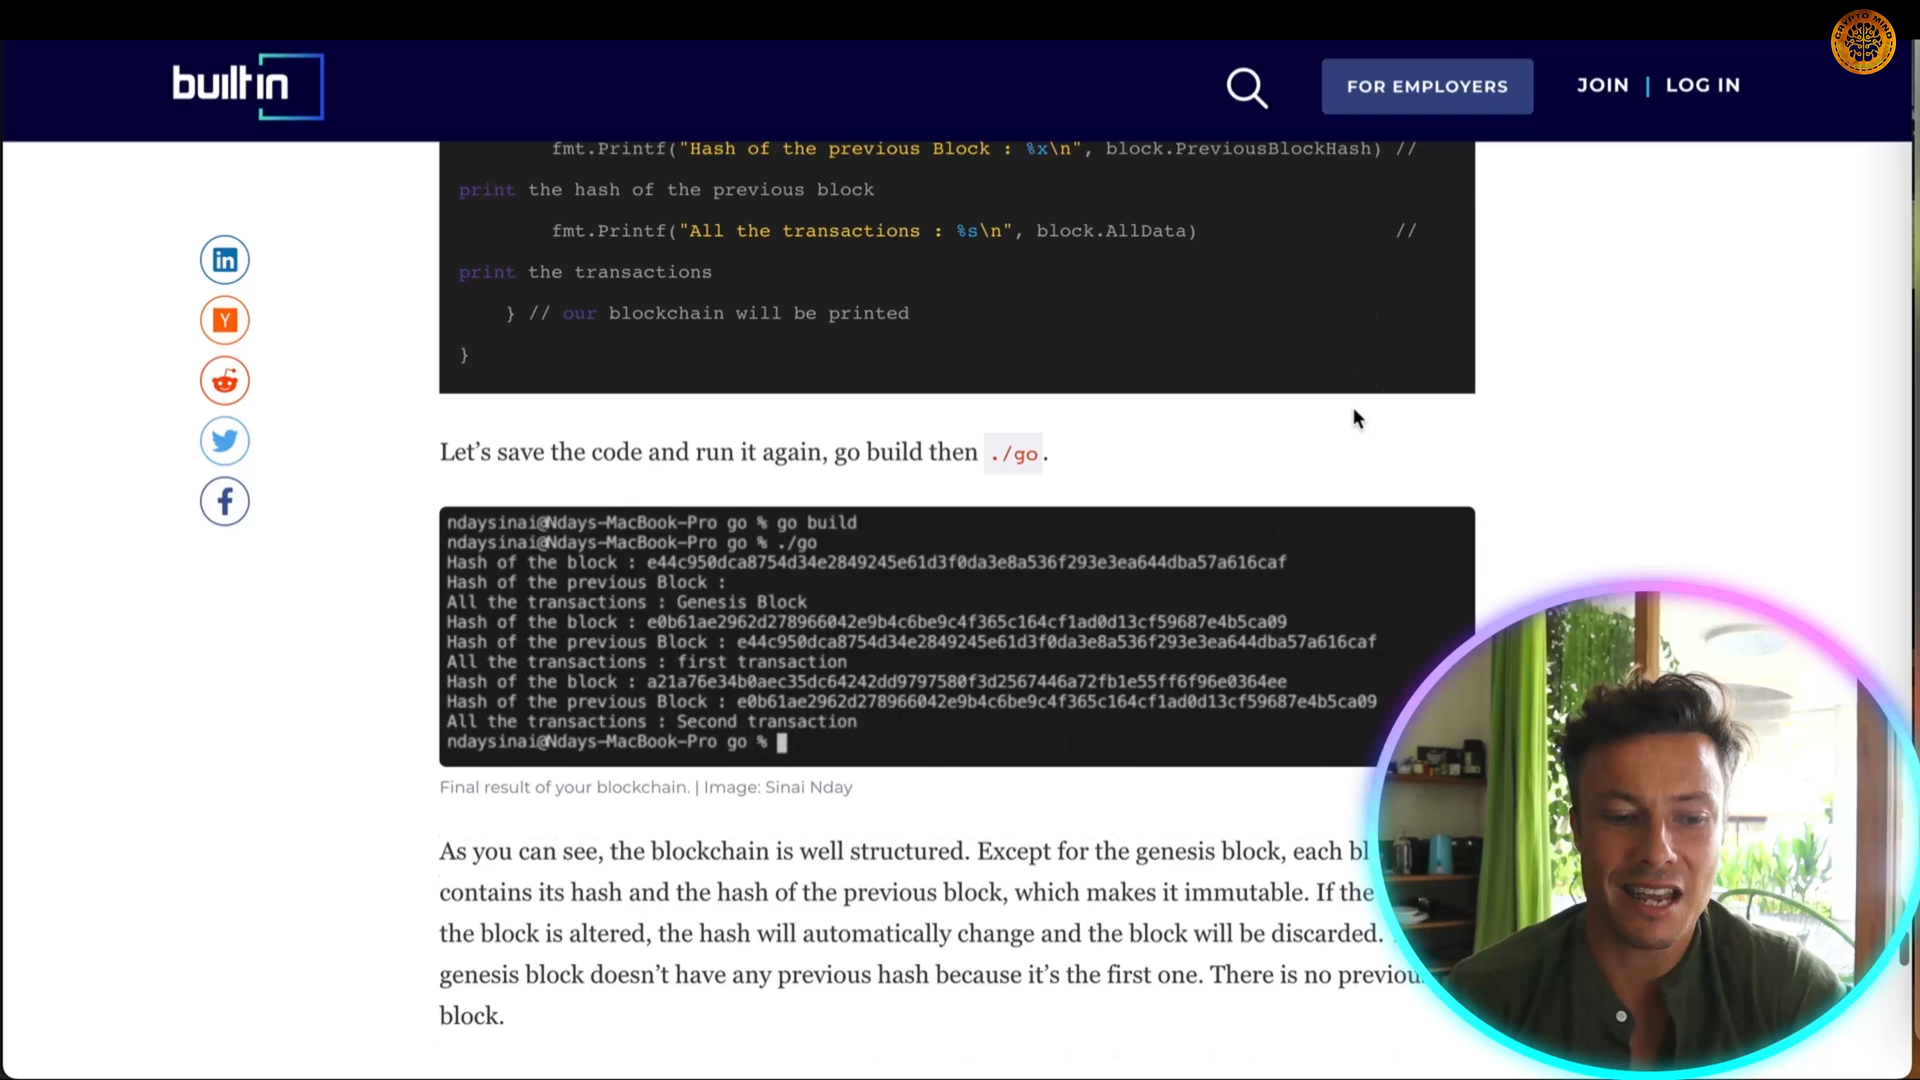 CRYPTO MIND
builtin
FOR EMPLOYERS
JOIN | LOG IN
fmt.Printf("Hash of the previous Block : %x\n", block.PreviousBlockHash) //
print the hash of the previous block
fmt.Printf("All the transactions : %s\n", block.AllData) //
print the transactions
} // our blockchain will be printed
}
Let’s save the code and run it again, go build then ./go.
ndaysinai@Ndays-MacBook-Pro go % go build
ndaysinai@Ndays-MacBook-Pro go % ./go
Hash of the block : e44c950dca8754d34e2849245e61d3f0da3e8a536f293e3ea644dba57a616caf
Hash of the previous Block :
All the transactions : Genesis Block
Hash of the block : e0b61ae2962d278966042e9b4c6be9c4f365c164cf1ad0d13cf59687e4b5ca09
Hash of the previous Block : e44c950dca8754d34e2849245e61d3f0da3e8a536f293e3ea644dba57a616caf
All the transactions : first transaction
Hash of the block : a21a76e34b0aec35dc64242dd9797580f3d2567446a72fb1e55ff6f96e0364ee
Hash of the previous Block : e0b61ae2962d278966042e9b4c6be9c4f365c164cf1ad0d13cf59687e4b5ca09
All the transactions : Second transaction
ndaysinai@Ndays-MacBook-Pro go %
Final result of your blockchain. | Image: Sinai Nday
As you can see, the blockchain is well structured. Except for the genesis block, each bl
contains its hash and the hash of the previous block, which makes it immutable. If the
the block is altered, the hash will automatically change and the block will be discarded.
genesis block doesn’t have any previous hash because it’s the first one. There is no previou
block.